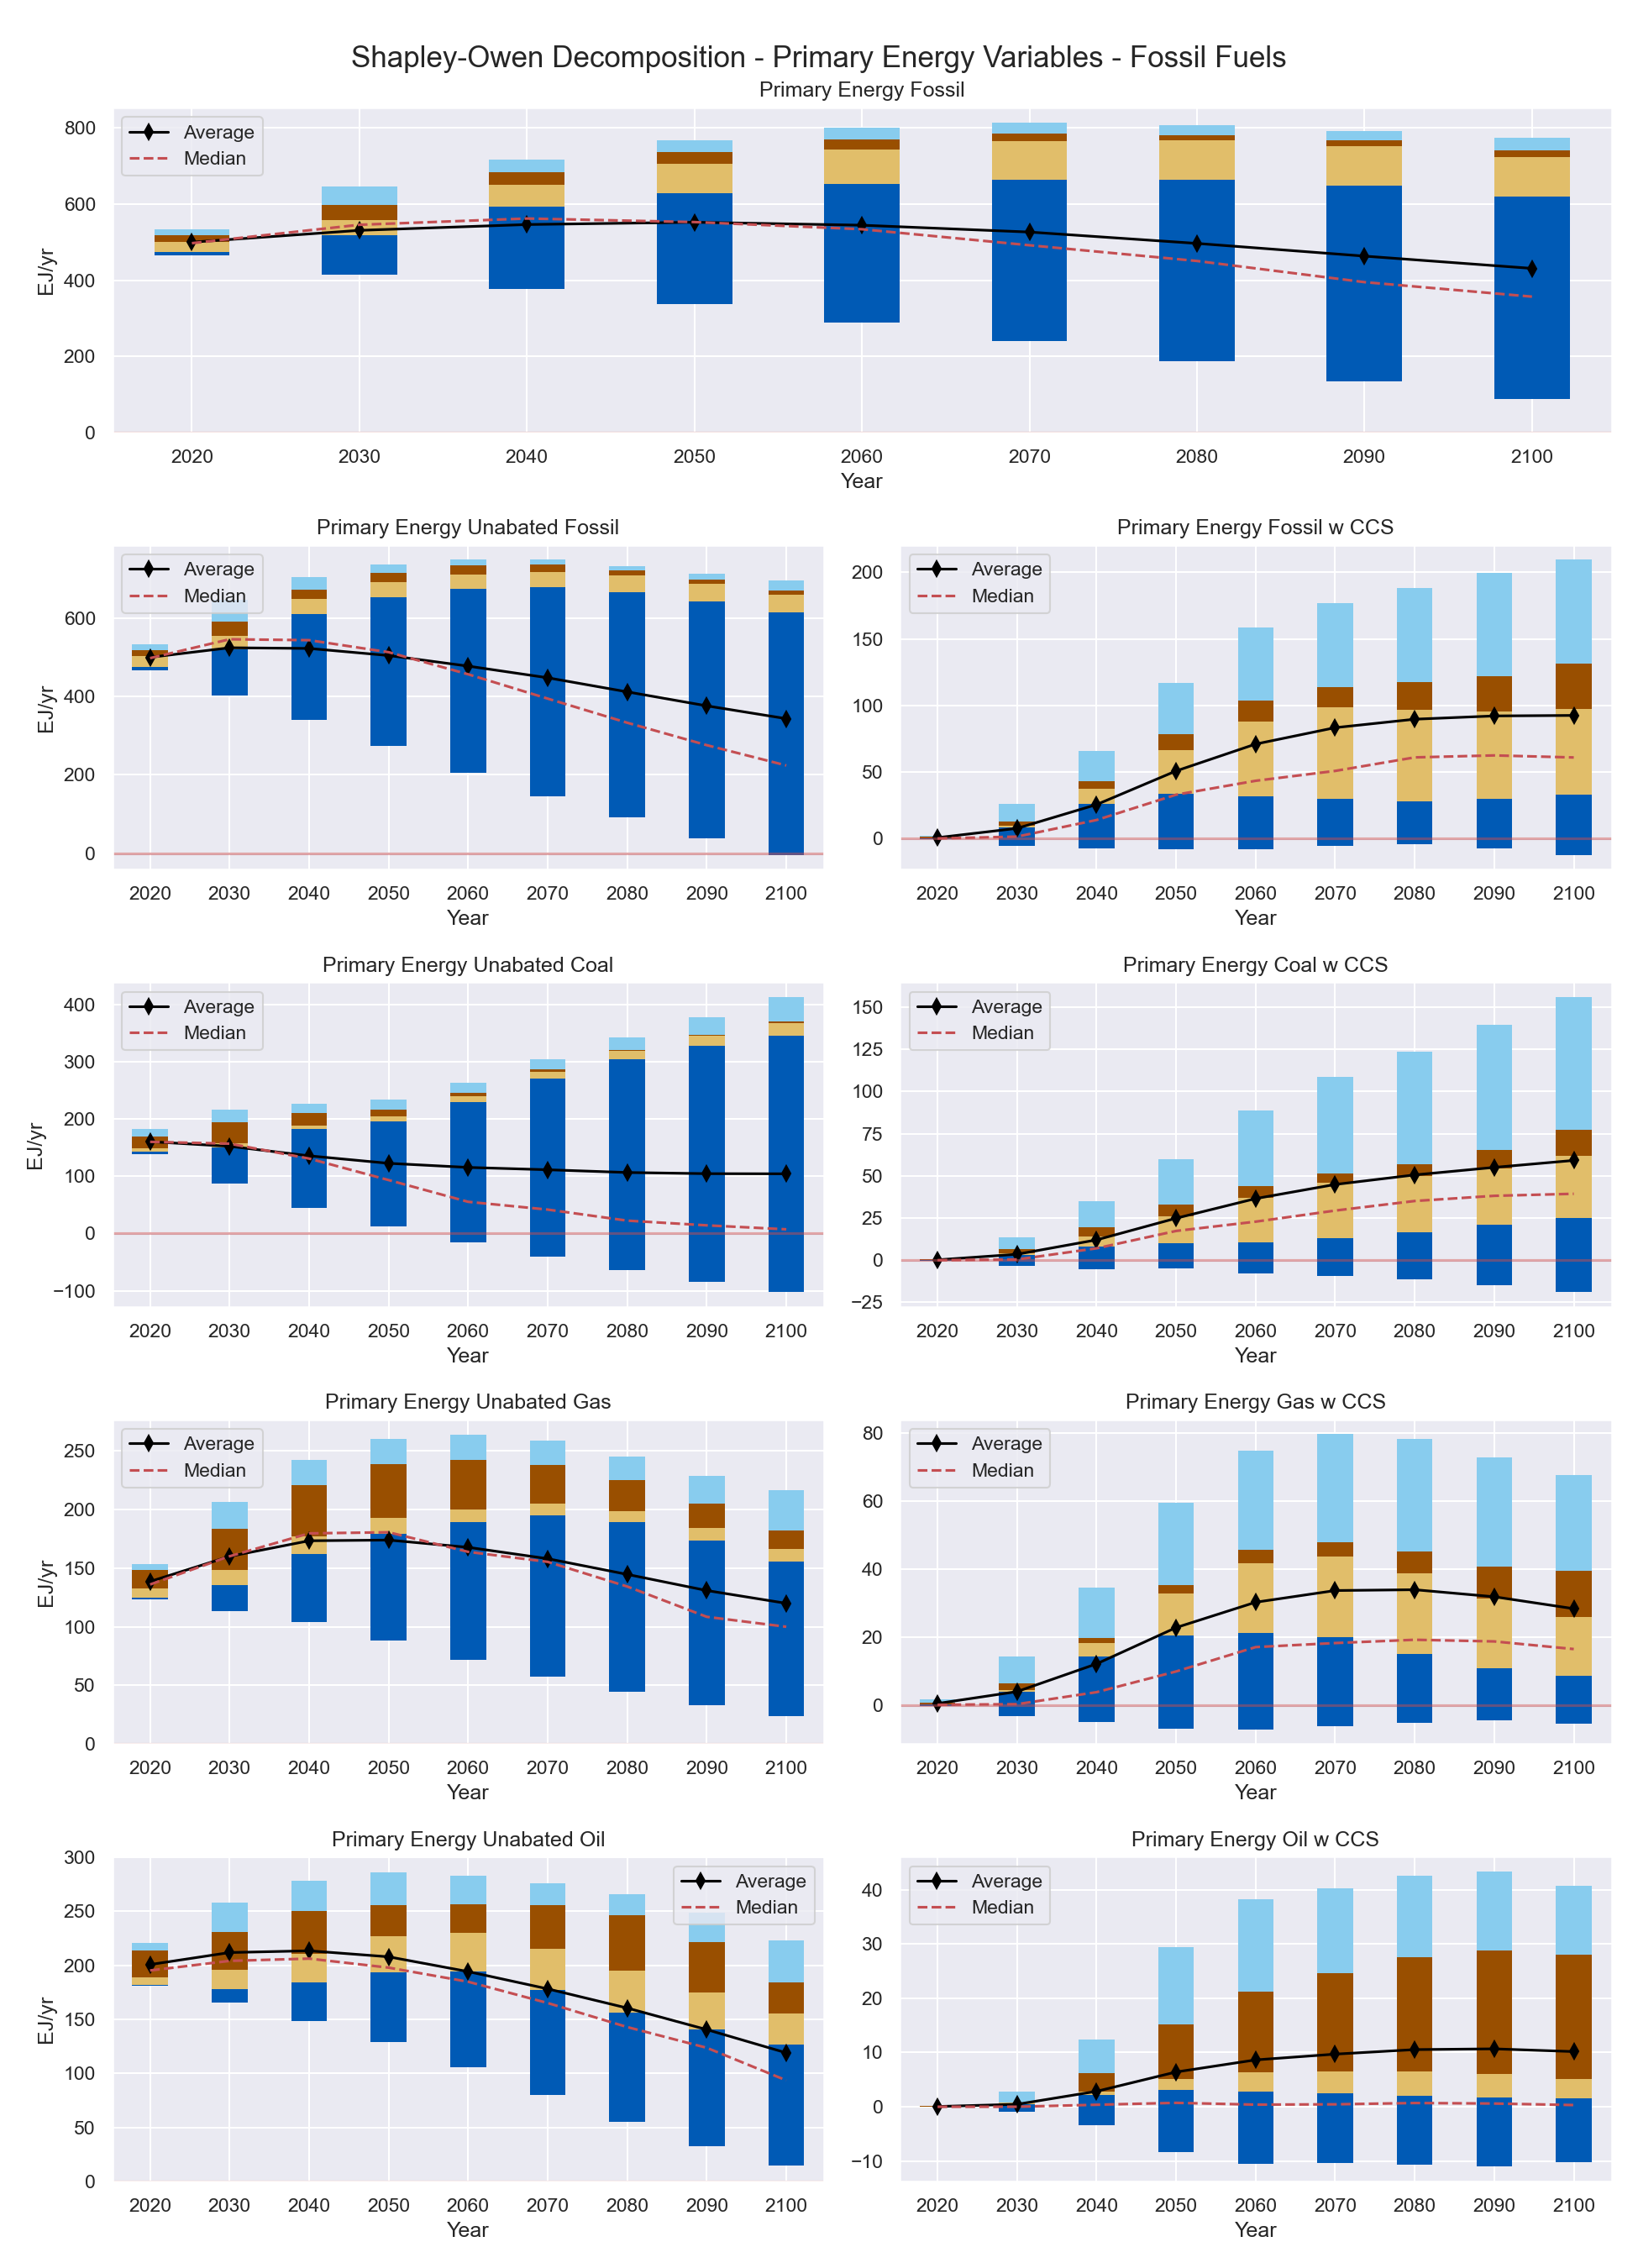 Shapley-Owen Decomposition - Primary Energy Variables - Fossil Fuels
Primary Energy Fossil
Average
Median
800
600
400
200
0
EJ/yr
2020 2030 2040 2050 2060 2070 2080 2090 2100
Year
Primary Energy Unabated Fossil
Average
Median
600
400
200
0
EJ/yr
2020 2030 2040 2050 2060 2070 2080 2090 2100
Year
Primary Energy Fossil w CCS
Average
Median
200
150
100
50
0
2020 2030 2040 2050 2060 2070 2080 2090 2100
Year
Primary Energy Unabated Coal
Average
Median
400
300
200
100
0
−100
EJ/yr
2020 2030 2040 2050 2060 2070 2080 2090 2100
Year
Primary Energy Coal w CCS
Average
Median
150
125
100
75
50
25
0
−25
2020 2030 2040 2050 2060 2070 2080 2090 2100
Year
Primary Energy Unabated Gas
Average
Median
250
200
150
100
50
0
EJ/yr
2020 2030 2040 2050 2060 2070 2080 2090 2100
Year
Primary Energy Gas w CCS
Average
Median
80
60
40
20
0
2020 2030 2040 2050 2060 2070 2080 2090 2100
Year
Primary Energy Unabated Oil
Average
Median
300
250
200
150
100
50
0
EJ/yr
2020 2030 2040 2050 2060 2070 2080 2090 2100
Year
Primary Energy Oil w CCS
Average
Median
40
30
20
10
0
−10
2020 2030 2040 2050 2060 2070 2080 2090 2100
Year